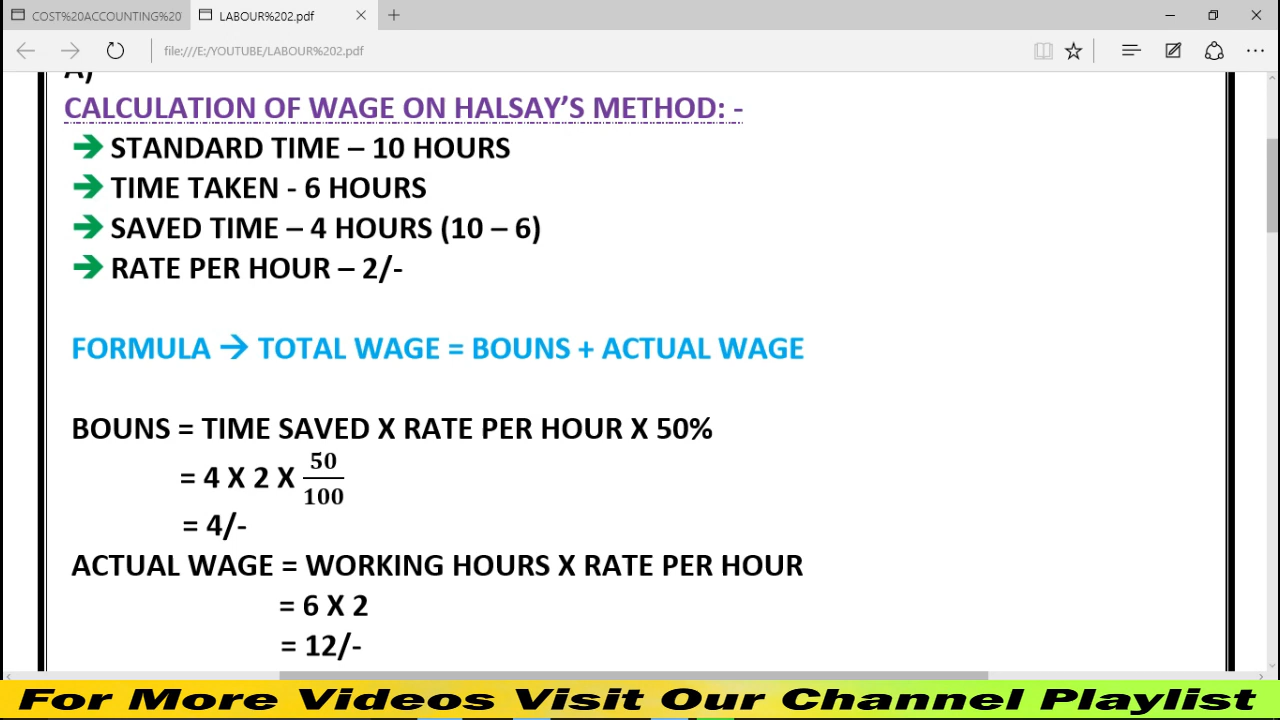 COST%20ACCOUNTING%20
LABOUR%202.pdf
file:///E:/YOUTUBE/LABOUR%202.pdf
A)
CALCULATION OF WAGE ON HALSAY’S METHOD: -
➔ STANDARD TIME – 10 HOURS
➔ TIME TAKEN - 6 HOURS
➔ SAVED TIME – 4 HOURS (10 – 6)
➔ RATE PER HOUR – 2/-
FORMULA → TOTAL WAGE = BOUNS + ACTUAL WAGE
BOUNS = TIME SAVED X RATE PER HOUR X 50%
= 4 X 2 X 50/100
= 4/-
ACTUAL WAGE = WORKING HOURS X RATE PER HOUR
= 6 X 2
= 12/-
For More Videos Visit Our Channel Playlist